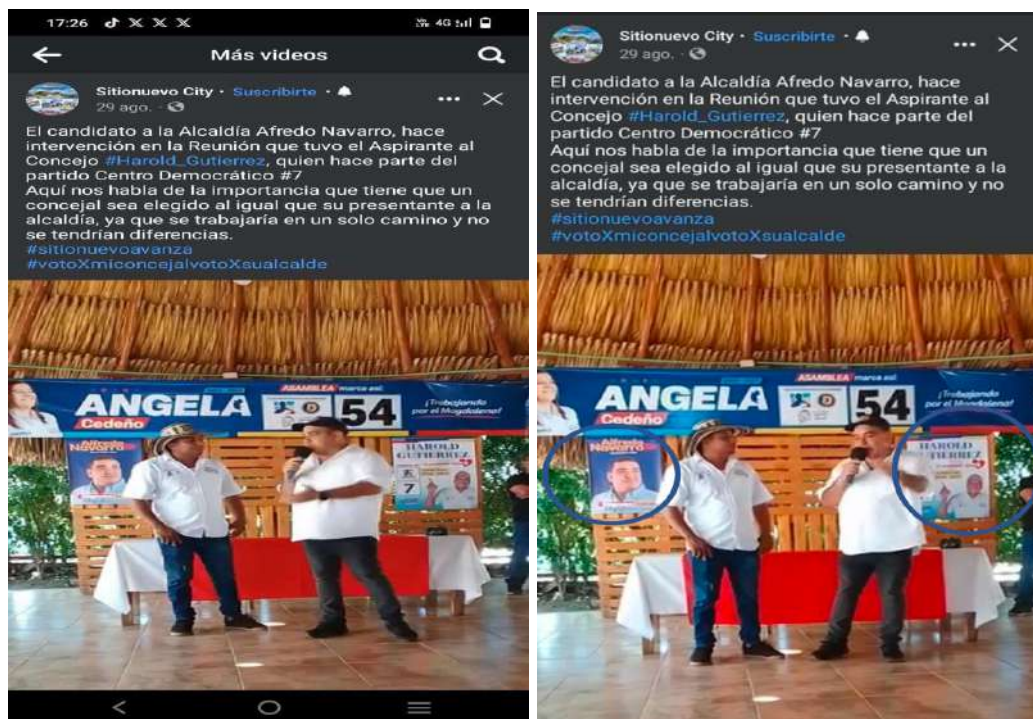 17:26
4G
Más videos
Sitionuevo City · Suscribirte ·
29 ago. ·
El candidato a la Alcaldía Afredo Navarro, hace
intervención en la Reunión que tuvo el Aspirante al
Concejo #Harold_Gutierrez, quien hace parte del
partido Centro Democrático #7
Aquí nos habla de la importancia que tiene que un
concejal sea elegido al igual que su presentante a la
alcaldía, ya que se trabajaría en un solo camino y no
se tendrían diferencias.
#sitionuevoavanza
#votoXmiconcejalvotoXsualcalde
ASAMBLEA marca así:
ANGELA
Cedeño
54
¡Trabajando
por el Magdalena!
Alfredo
Navarro
HAROLD
GUTIERREZ
7
Sitionuevo City · Suscribirte ·
29 ago. ·
El candidato a la Alcaldía Afredo Navarro, hace
intervención en la Reunión que tuvo el Aspirante al
Concejo #Harold_Gutierrez, quien hace parte del
partido Centro Democrático #7
Aquí nos habla de la importancia que tiene que un
concejal sea elegido al igual que su presentante a la
alcaldía, ya que se trabajaría en un solo camino y no
se tendrían diferencias.
#sitionuevoavanza
#votoXmiconcejalvotoXsualcalde
ASAMBLEA marca así:
ANGELA
Cedeño
54
¡Trabajando
por el Magdalena!
Alfredo
Navarro
HAROLD